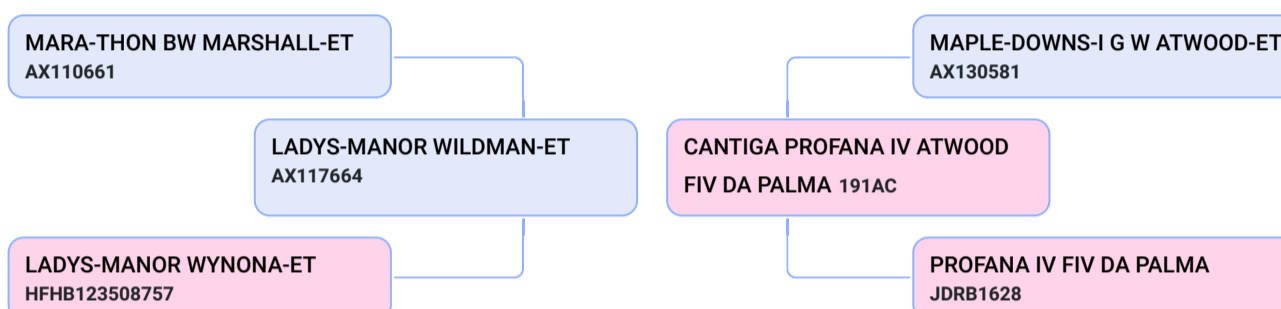 MARA-THON BW MARSHALL-ET
AX110661
MAPLE-DOWNS-I G W ATWOOD-ET
AX130581
LADYS-MANOR WILDMAN-ET
AX117664
CANTIGA PROFANA IV ATWOOD
FIV DA PALMA 191AC
LADYS-MANOR WYNONA-ET
HFHB123508757
PROFANA IV FIV DA PALMA
JDRB1628